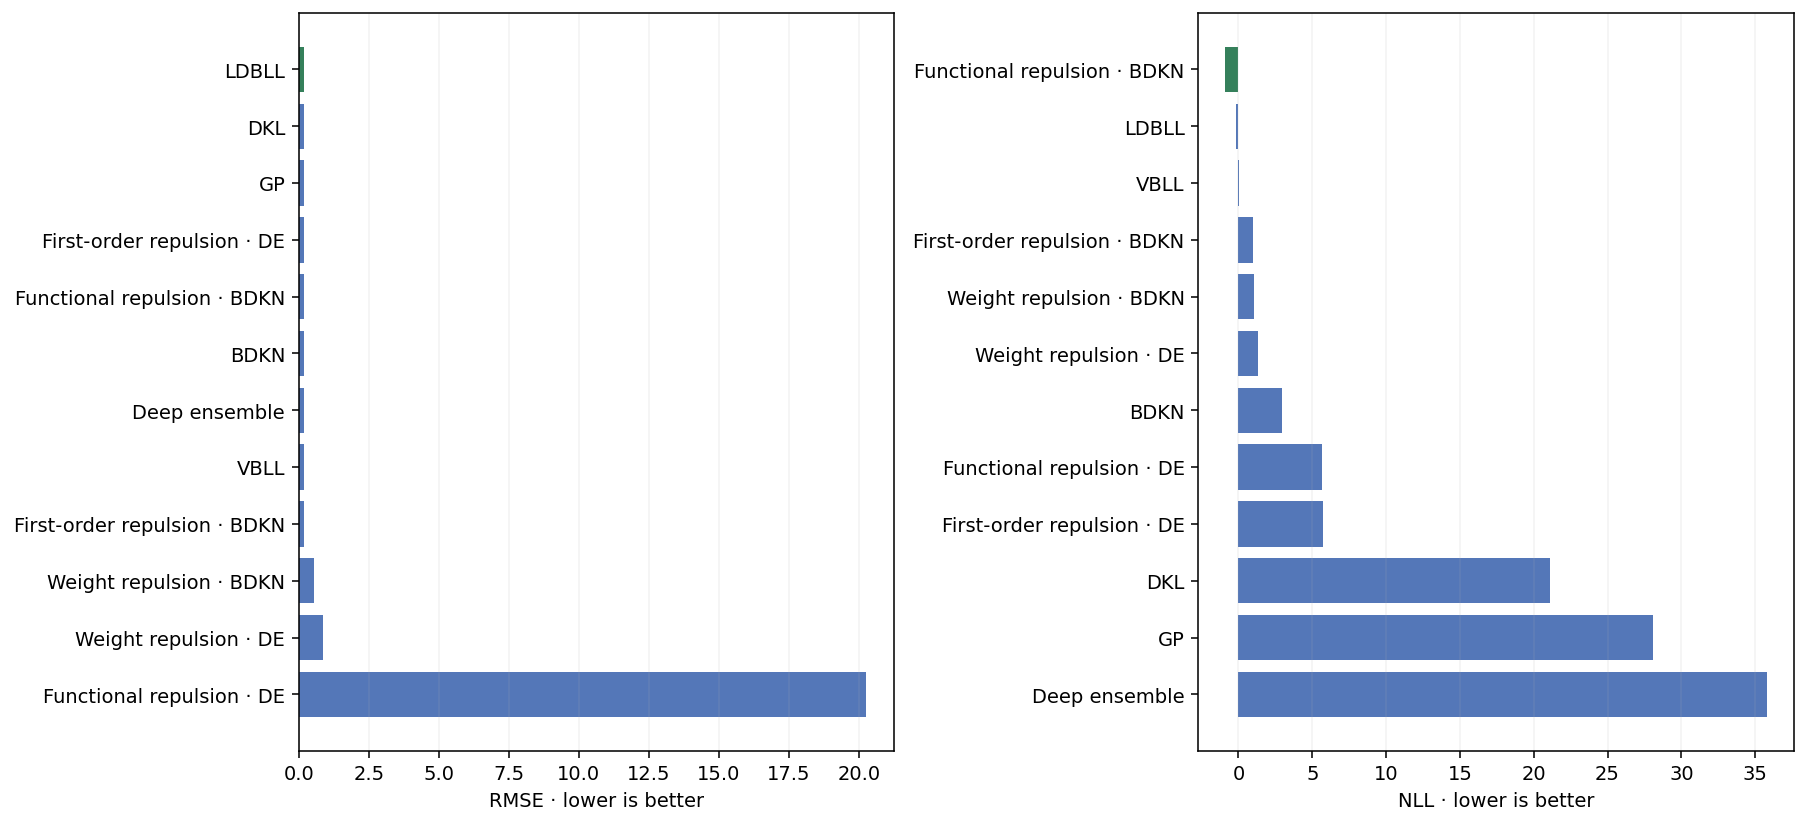 LDBLL
DKL
GP
First-order repulsion · DE
Functional repulsion · BDKN
BDKN
Deep ensemble
VBLL
First-order repulsion · BDKN
Weight repulsion · BDKN
Weight repulsion · DE
Functional repulsion · DE
0.0 2.5 5.0 7.5 10.0 12.5 15.0 17.5 20.0
RMSE · lower is better
Functional repulsion · BDKN
LDBLL
VBLL
First-order repulsion · BDKN
Weight repulsion · BDKN
Weight repulsion · DE
BDKN
Functional repulsion · DE
First-order repulsion · DE
DKL
GP
Deep ensemble
0 5 10 15 20 25 30 35
NLL · lower is better